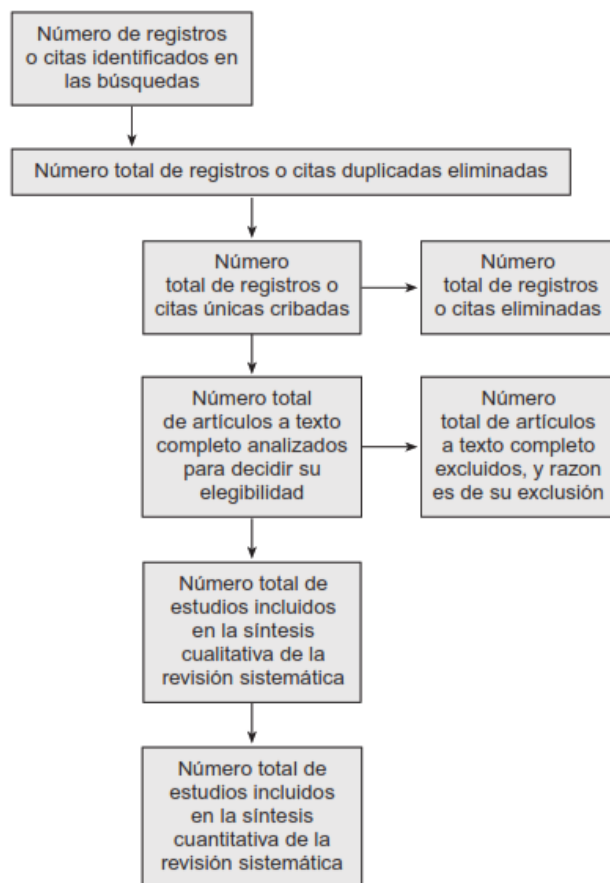 Número de registros
o citas identificados en
las búsquedas
Número total de registros o citas duplicadas eliminadas
Número
total de registros o
citas únicas cribadas
Número
total de registros
o citas eliminadas
Número total
de artículos a texto
completo analizados
para decidir su
elegibilidad
Número
total de artículos
a texto completo
excluidos, y razon
es de su exclusión
Número total de
estudios incluidos
en la síntesis
cualitativa de la
revisión sistemática
Número total de
estudios incluidos
en la síntesis
cuantitativa de la
revisión sistemática